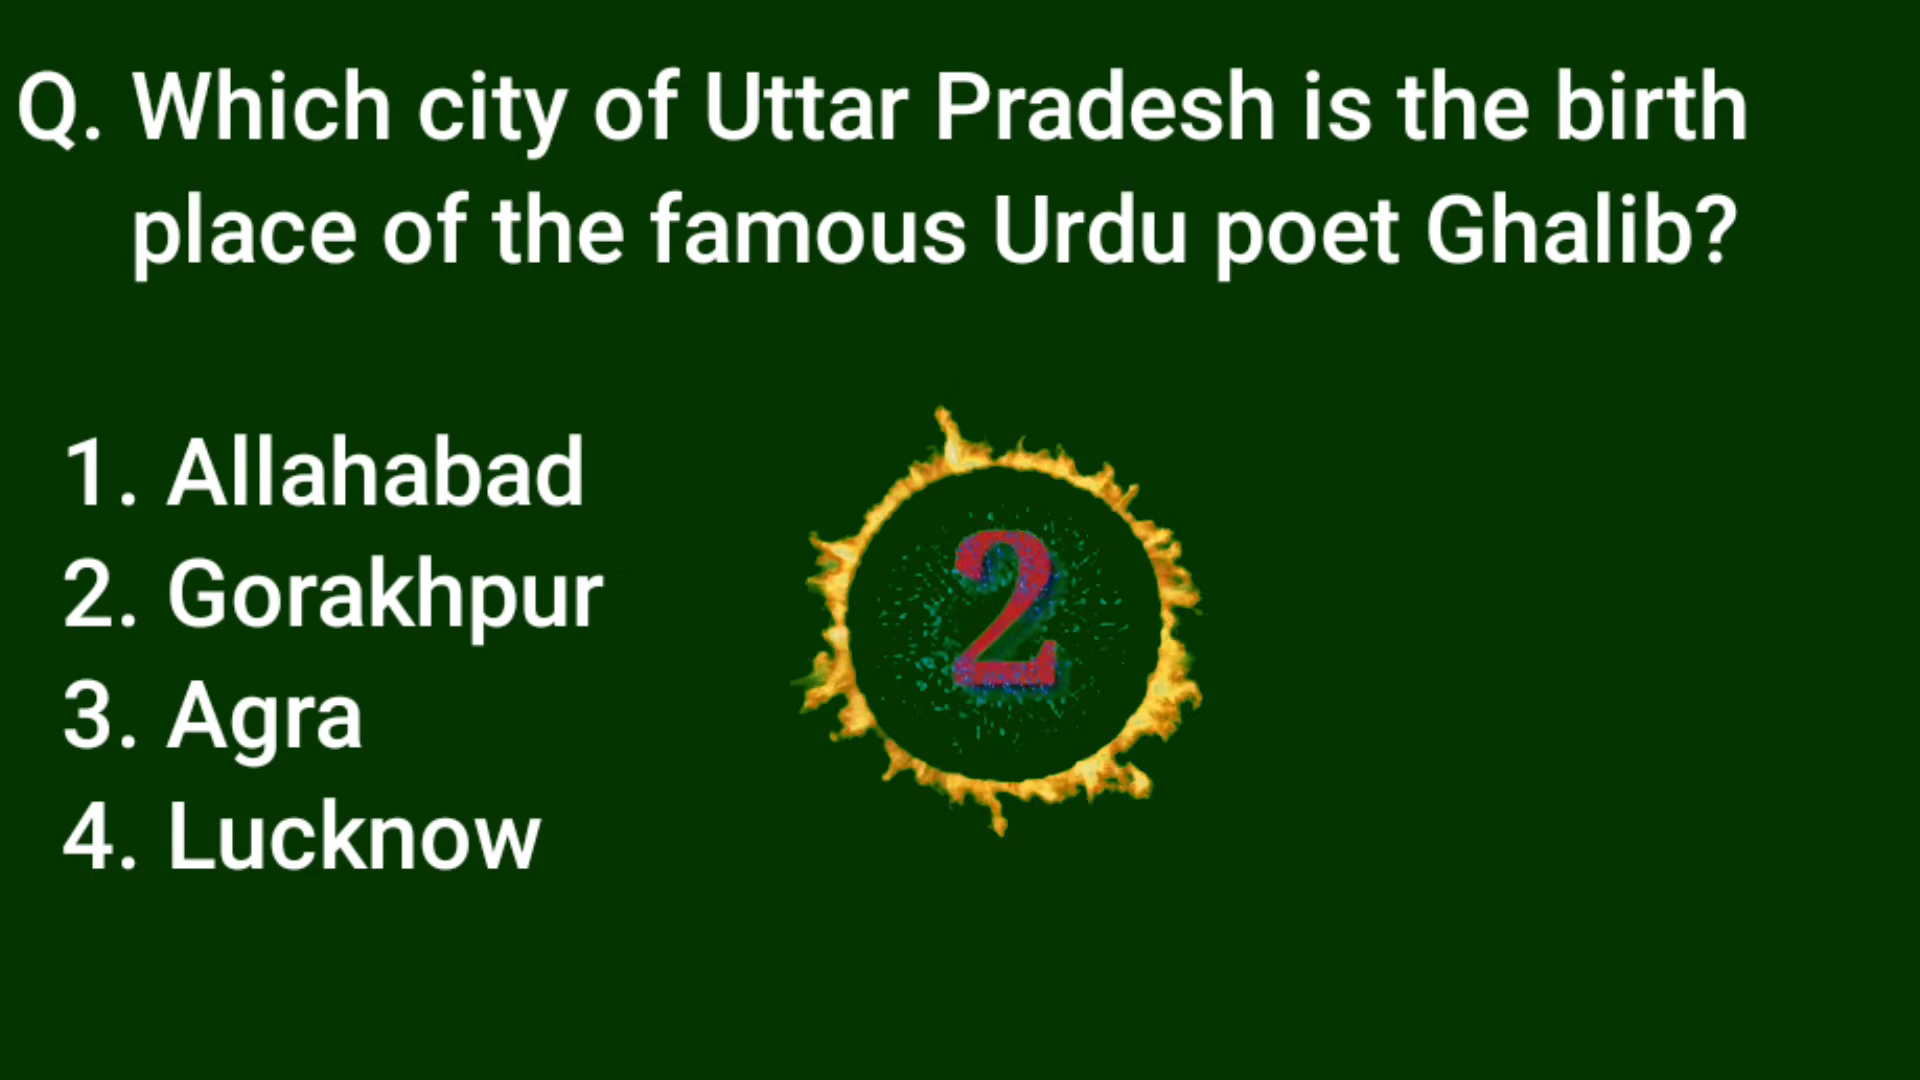 Q. Which city of Uttar Pradesh is the birth
place of the famous Urdu poet Ghalib?
1. Allahabad
2. Gorakhpur
3. Agra
4. Lucknow
2